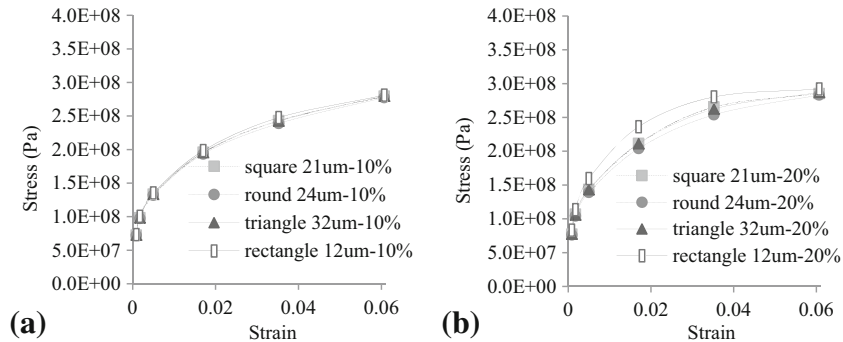 4.0E+08
3.5E+08
3.0E+08
2.5E+08
2.0E+08
1.5E+08
1.0E+08
5.0E+07
0.0E+00
Stress (Pa)
square 21um-10%
round 24um-10%
triangle 32um-10%
rectangle 12um-10%
0 0.02 0.04 0.06
Strain
(a)
4.0E+08
3.5E+08
3.0E+08
2.5E+08
2.0E+08
1.5E+08
1.0E+08
5.0E+07
0.0E+00
Stress (Pa)
square 21um-20%
round 24um-20%
triangle 32um-20%
rectangle 12um-20%
0 0.02 0.04 0.06
Strain
(b)